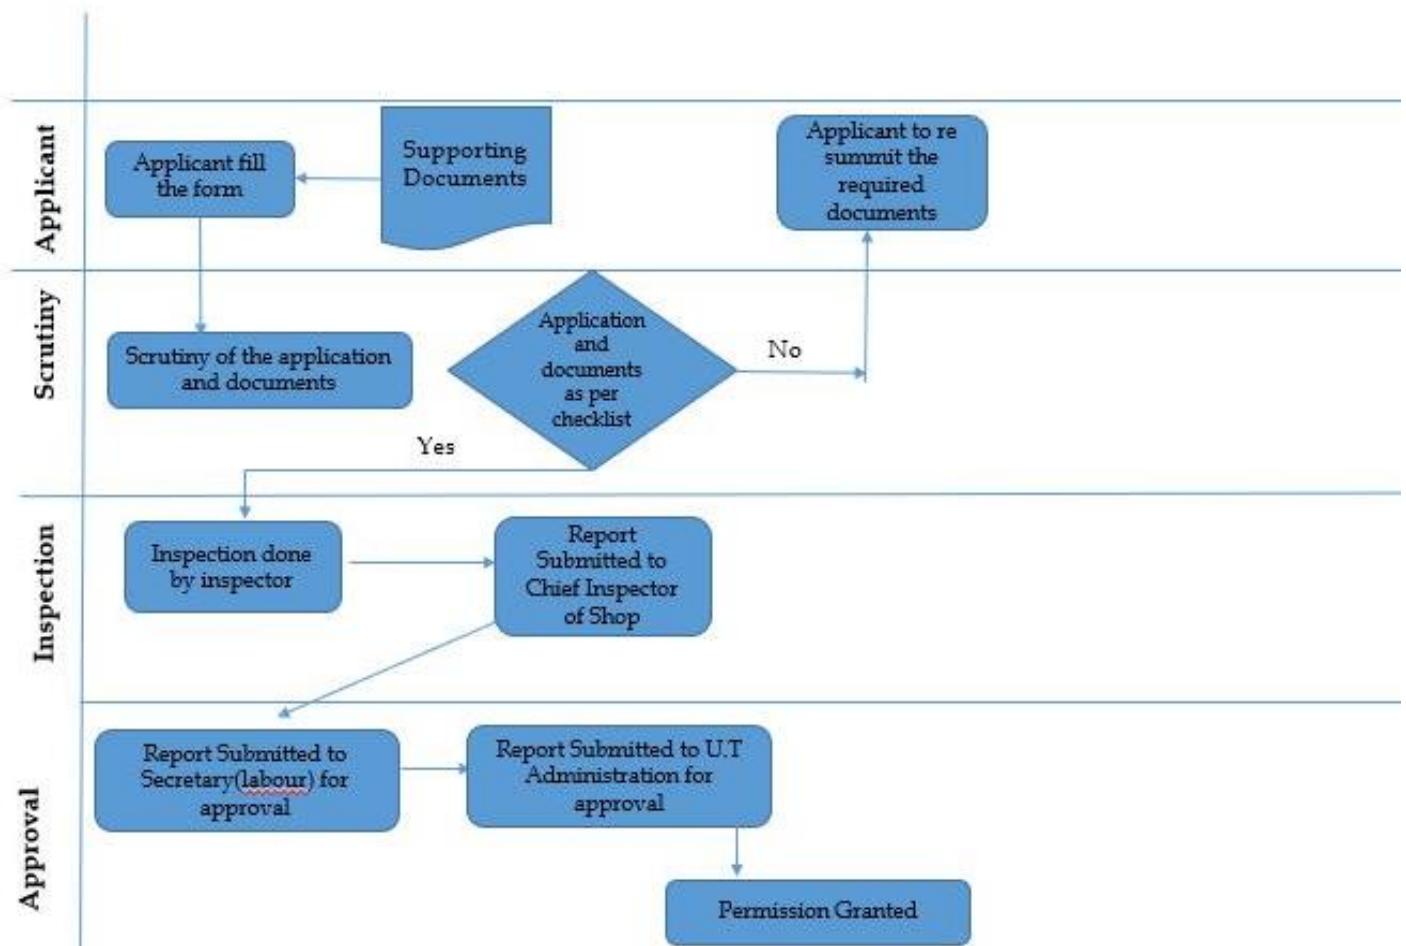 Applicant
Applicant fill
the form
Supporting
Documents
Applicant to re
summit the
required
documents
Scrutiny
Scrutiny of the application
and documents
Application
and
documents
as per
checklist
No
Yes
Inspection
Inspection done
by inspector
Report
Submitted to
Chief Inspector
of Shop
Approval
Report Submitted to
Secretary(labour) for
approval
Report Submitted to U.T
Administration for
approval
Permission Granted